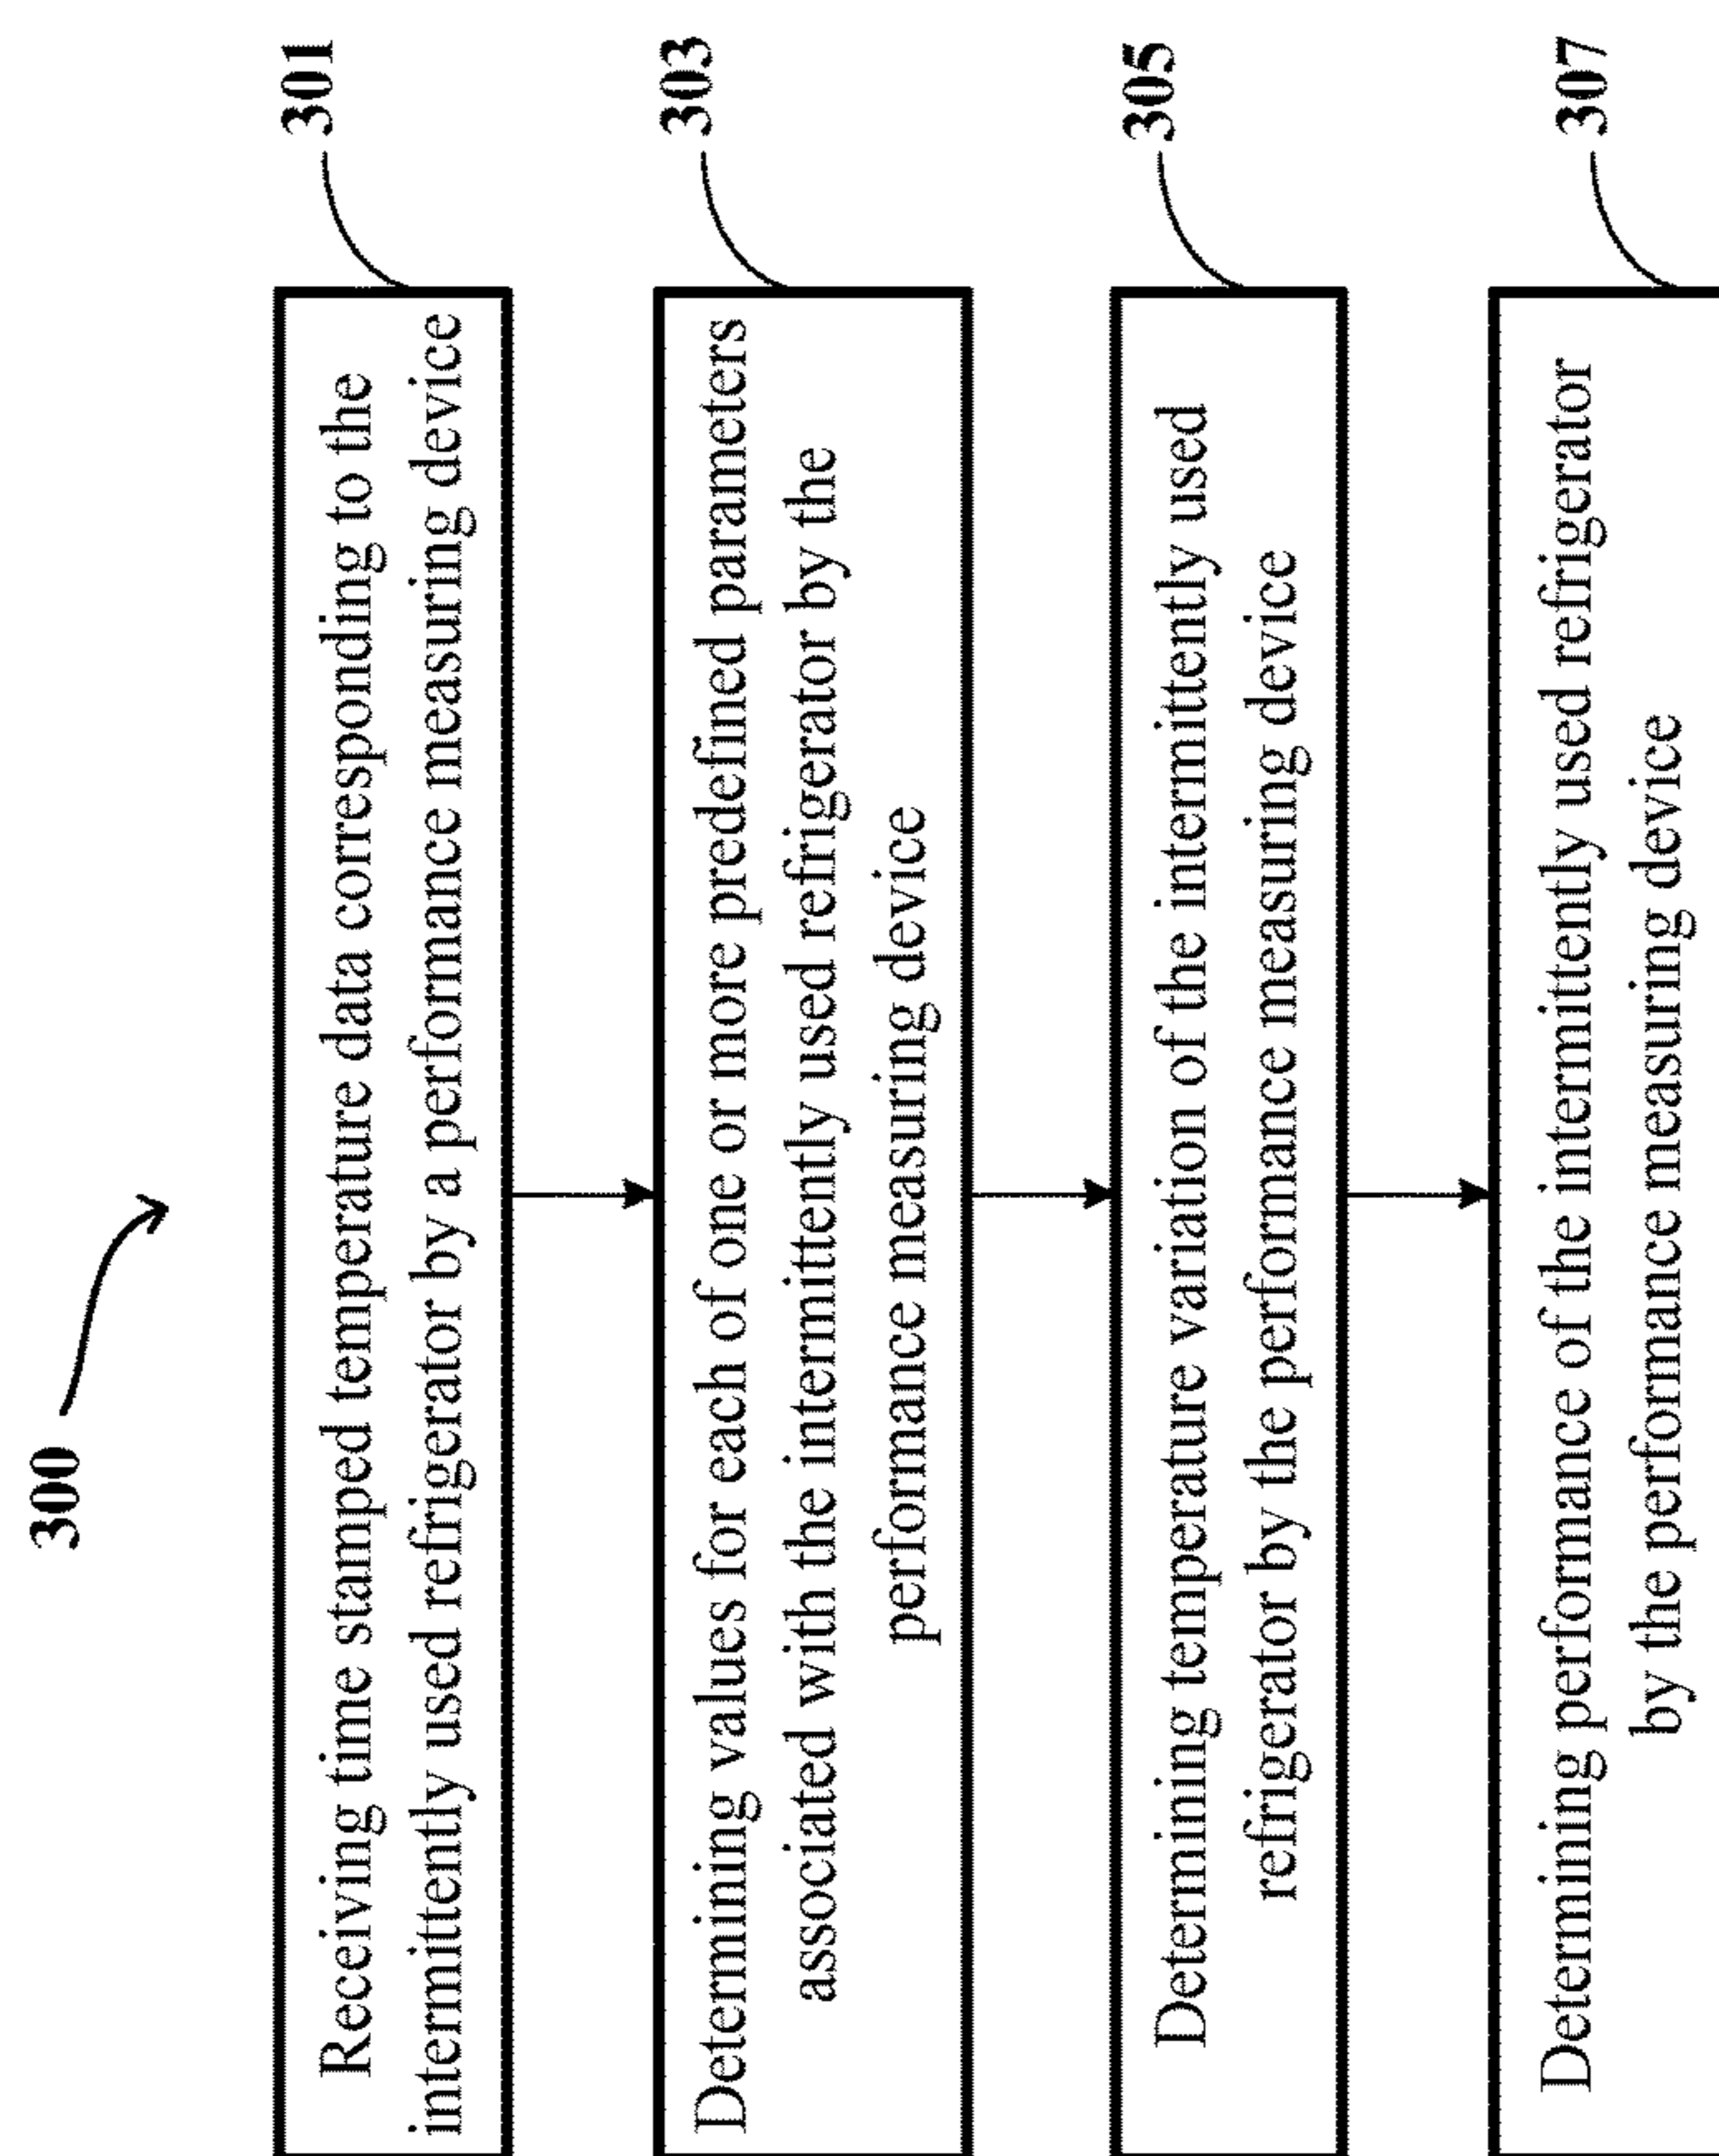 300
301
Receiving time stamped temperature data corresponding to the
intermittently used refrigerator by a performance measuring device
303
Determining values for each of one or more predefined parameters
associated with the intermittently used refrigerator by the
performance measuring device
305
Determining temperature variation of the intermittently used
refrigerator by the performance measuring device
307
Determining performance of the intermittently used refrigerator
by the performance measuring device